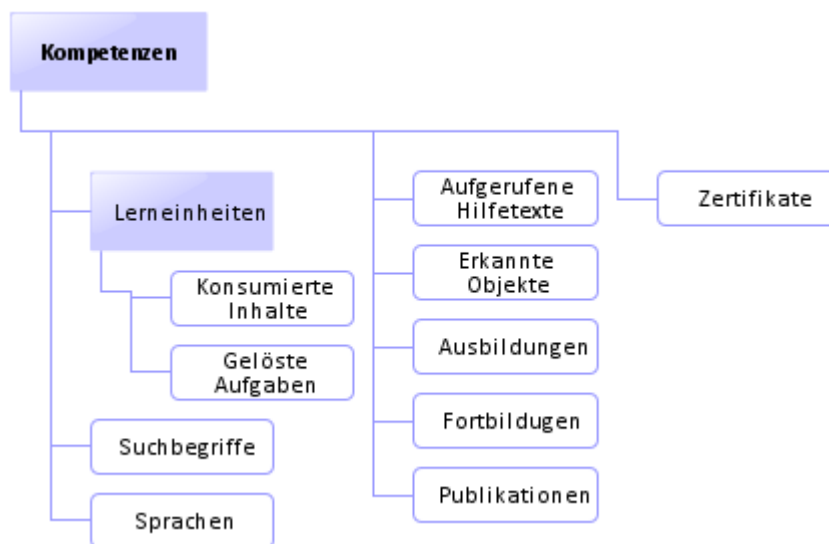 Kompetenzen
Lerneinheiten
Konsumierte
Inhalte
Gelöste
Aufgaben
Suchbegriffe
Sprachen
Aufgerufene
Hilfetexte
Erkannte
Objekte
Ausbildungen
Fortbildugen
Publikationen
Zertifikate